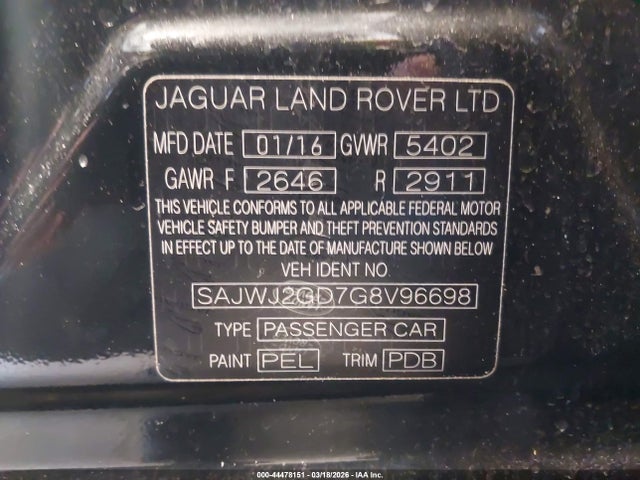 JAGUAR LAND ROVER LTD
MFD DATE 01/16 GVWR 5402
GAWR F 2646 R 2911
THIS VEHICLE CONFORMS TO ALL APPLICABLE FEDERAL MOTOR
VEHICLE SAFETY BUMPER AND THEFT PREVENTION STANDARDS
IN EFFECT UP TO THE DATE OF MANUFACTURE SHOWN BELOW
VEH IDENT NO.
SAJWJ2GD7G8V96698
TYPE PASSENGER CAR
PAINT PEL TRIM PDB
000-44478151 - 03/18/2026 - IAA Inc.